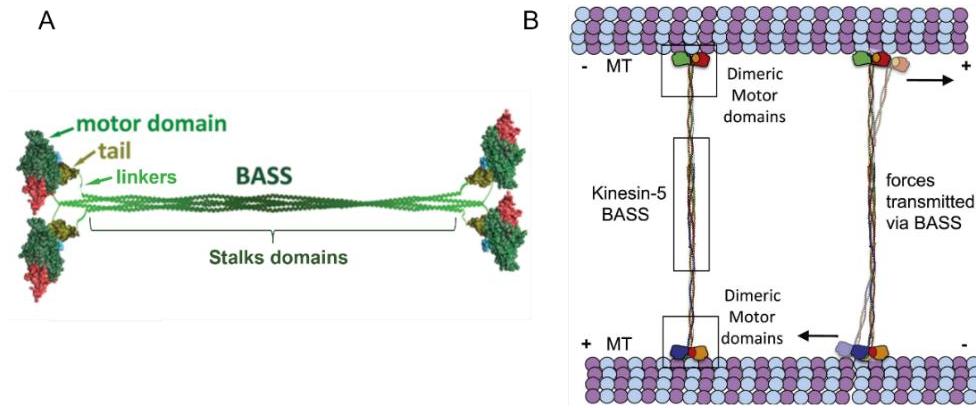 A
motor domain
tail
linkers
BASS
Stalks domains
B
- MT
+
Dimeric
Motor
domains
Kinesin-5
BASS
forces
transmitted
via BASS
Dimeric
Motor
domains
+ MT
-